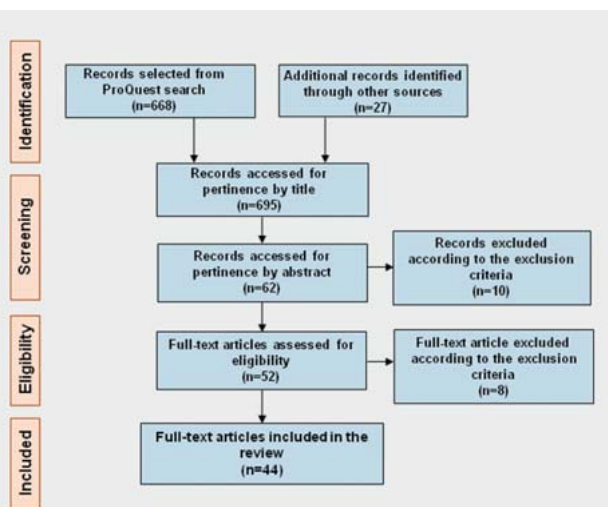 Identification
Records selected from
ProQuest search
(n=668)
Additional records identified
through other sources
(n=27)
Screening
Records accessed for
pertinence by title
(n=695)
Records accessed for
pertinence by abstract
(n=62)
Records excluded
according to the exclusion
criteria
(n=10)
Eligibility
Full-text articles assessed for
eligibility
(n=52)
Full-text article excluded
according to the exclusion
criteria
(n=8)
Included
Full-text articles included in the
review
(n=44)